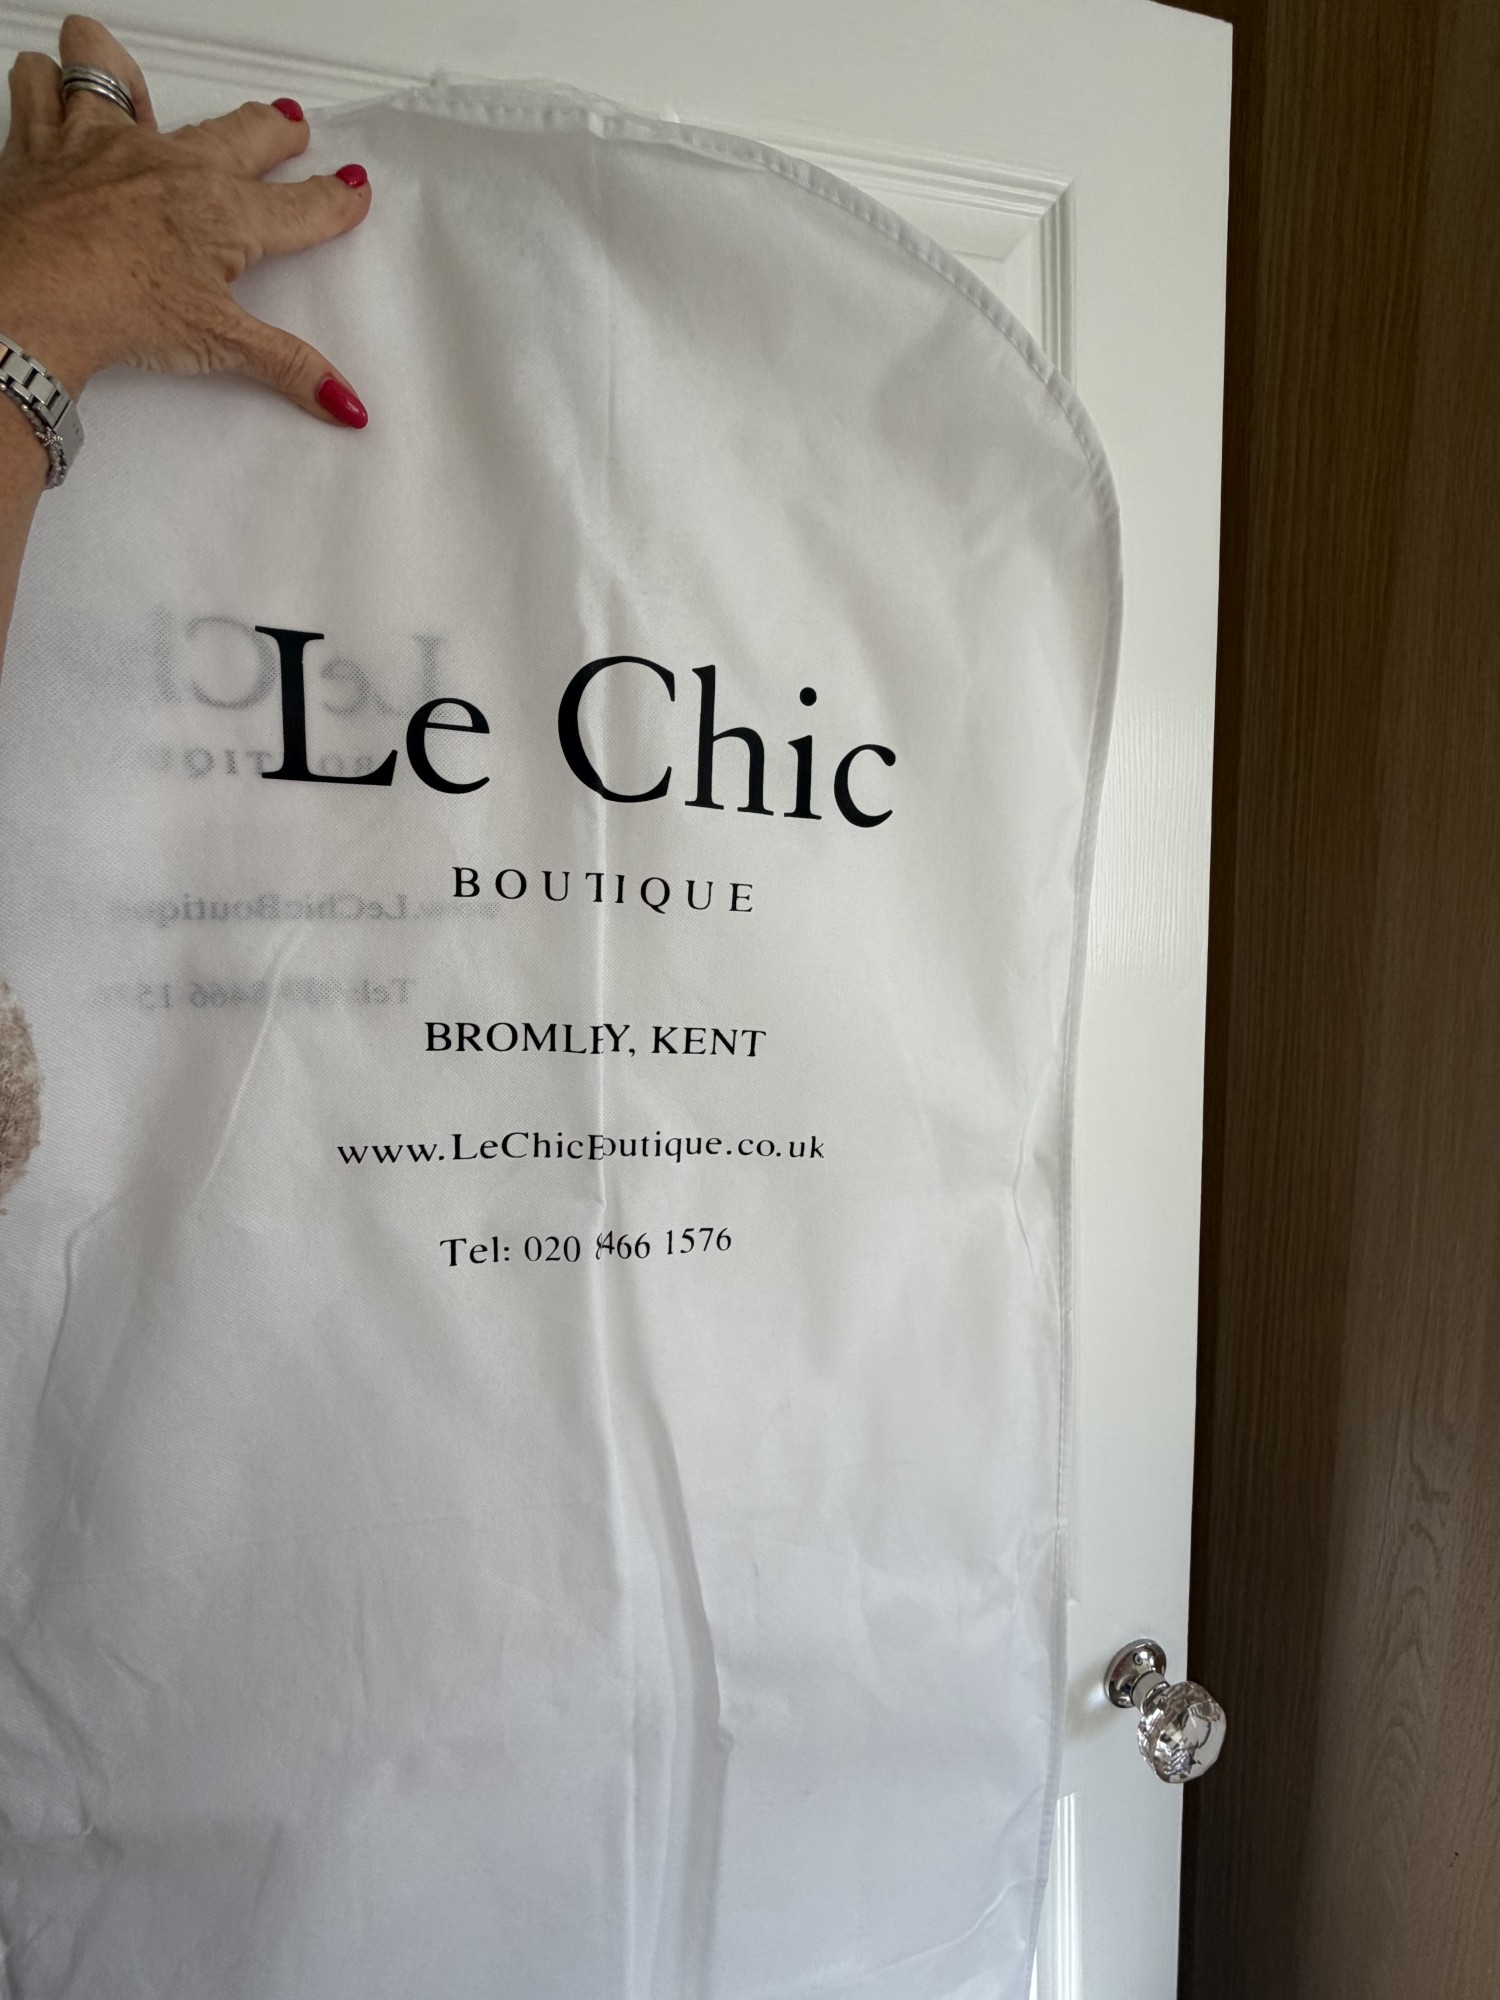 Le Chic
BOUTIQUE
BROMLEY, KENT
www.LeChicBoutique.co.uk
Tel: 020 8466 1576